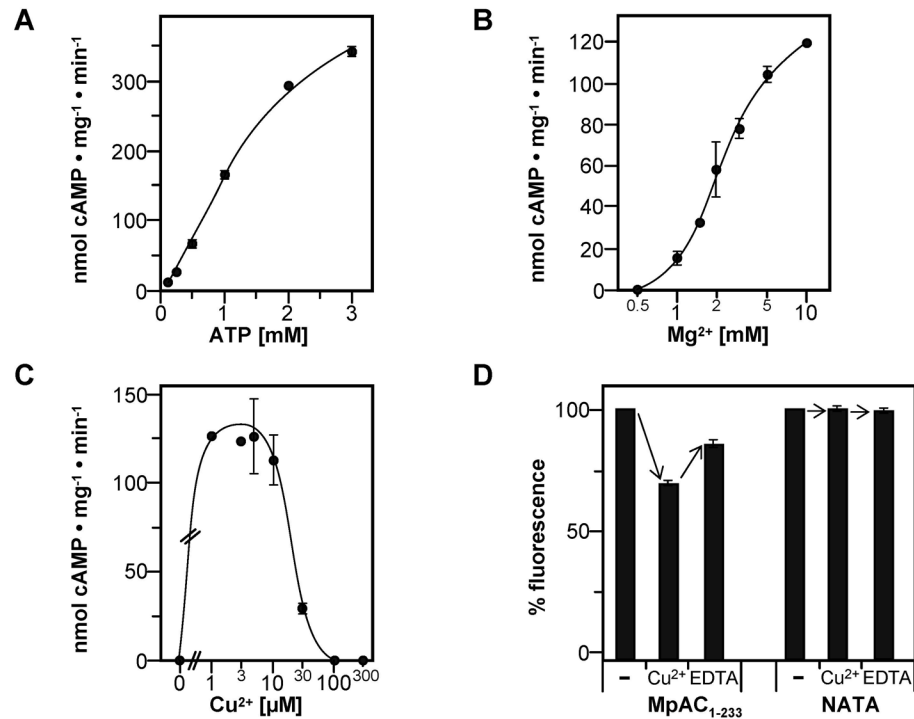 A
nmol cAMP • mg⁻¹ • min⁻¹
300
200
100
0
0 1 2 3
ATP [mM]
B
nmol cAMP • mg⁻¹ • min⁻¹
120
100
80
60
40
20
0
0.5 1 2 5 10
Mg²⁺ [mM]
C
nmol cAMP • mg⁻¹ • min⁻¹
150
100
50
0
0 1 3 10 30 100 300
Cu²⁺ [µM]
D
% fluorescence
100
50
0
- Cu²⁺ EDTA - Cu²⁺ EDTA
MpAC₁₋₂₃₃ NATA